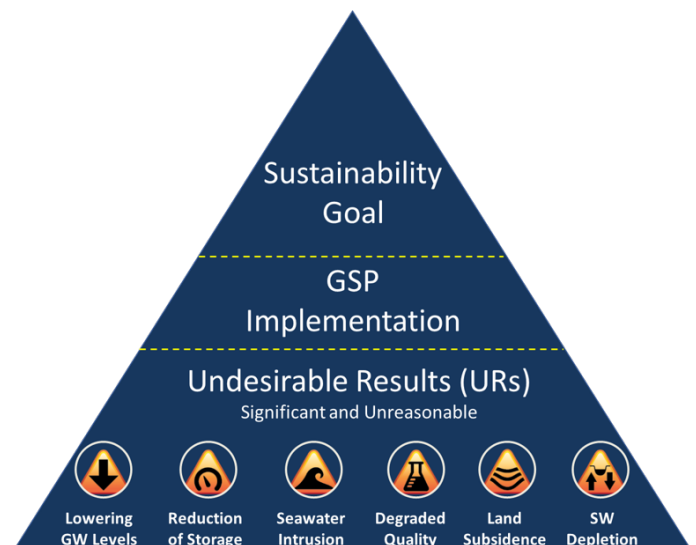 Sustainability
Goal
GSP
Implementation
Undesirable Results (URs)
Significant and Unreasonable
Lowering
GW Levels
Reduction
of Storage
Seawater
Intrusion
Degraded
Quality
Land
Subsidence
SW
Depletion